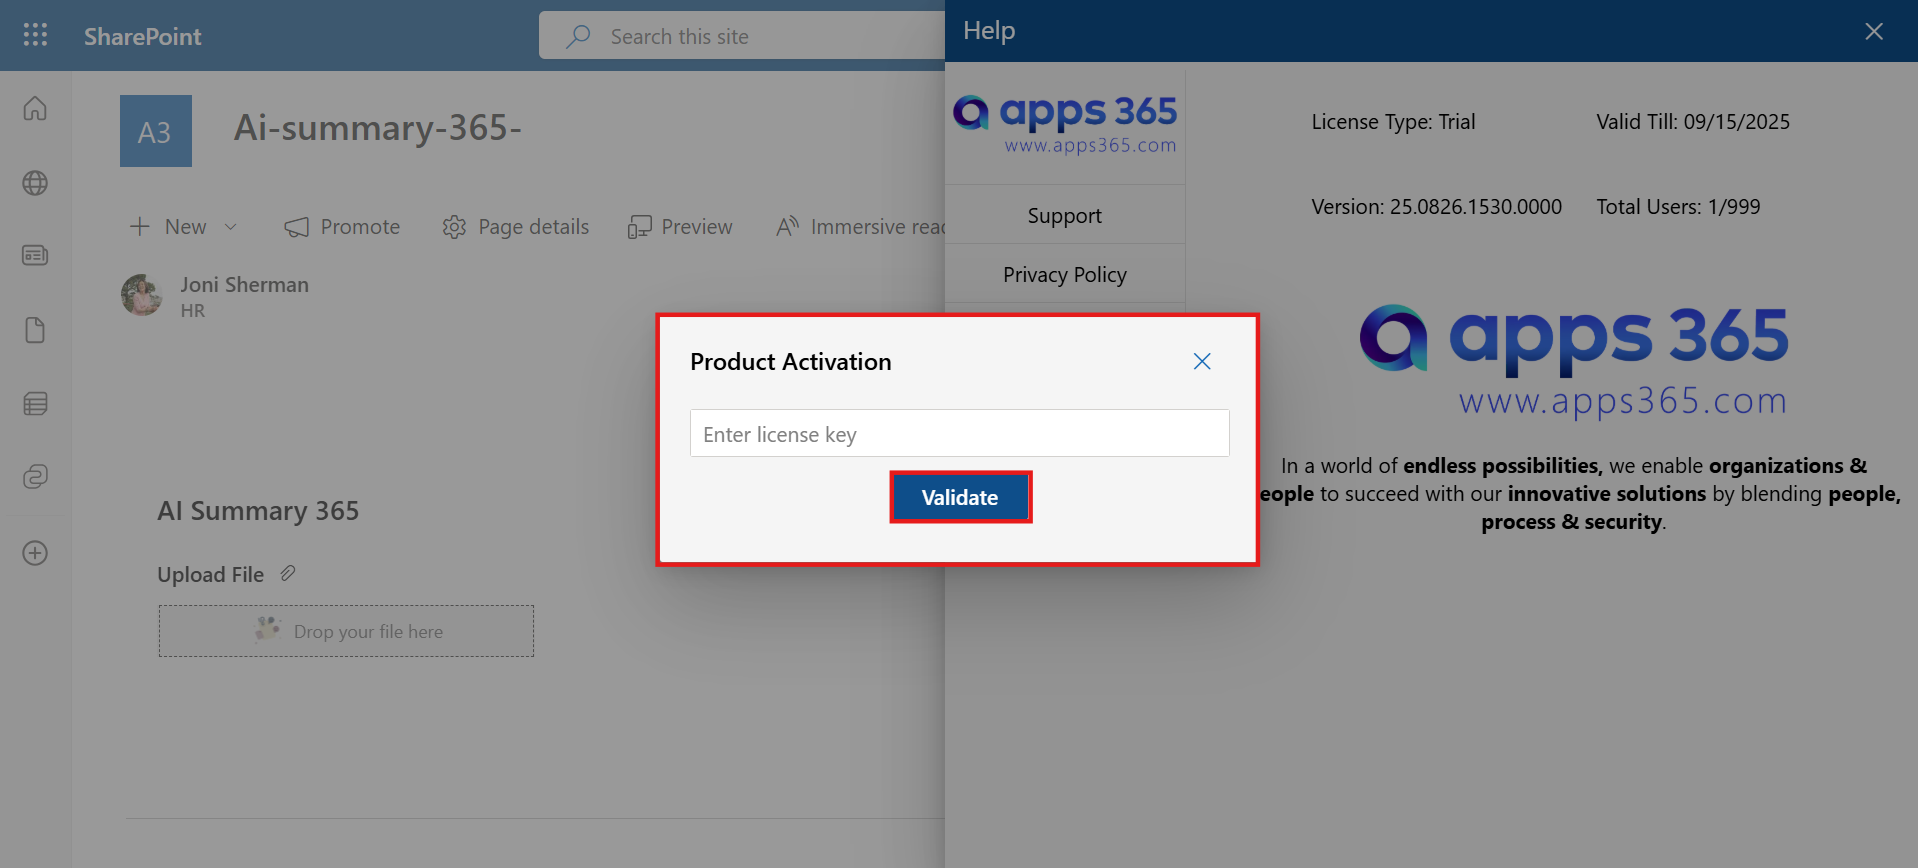 SharePoint
Search this site
Help
A3
Ai-summary-365-
apps 365
www.apps365.com
License Type: Trial
Valid Till: 09/15/2025
Version: 25.0826.1530.0000
Total Users: 1/999
New
Promote
Page details
Preview
Immersive read
Support
Privacy Policy
Joni Sherman
HR
Product Activation
Enter license key
Validate
apps 365
www.apps365.com
In a world of endless possibilities, we enable organizations &
eople to succeed with our innovative solutions by blending people,
process & security.
AI Summary 365
Upload File
Drop your file here